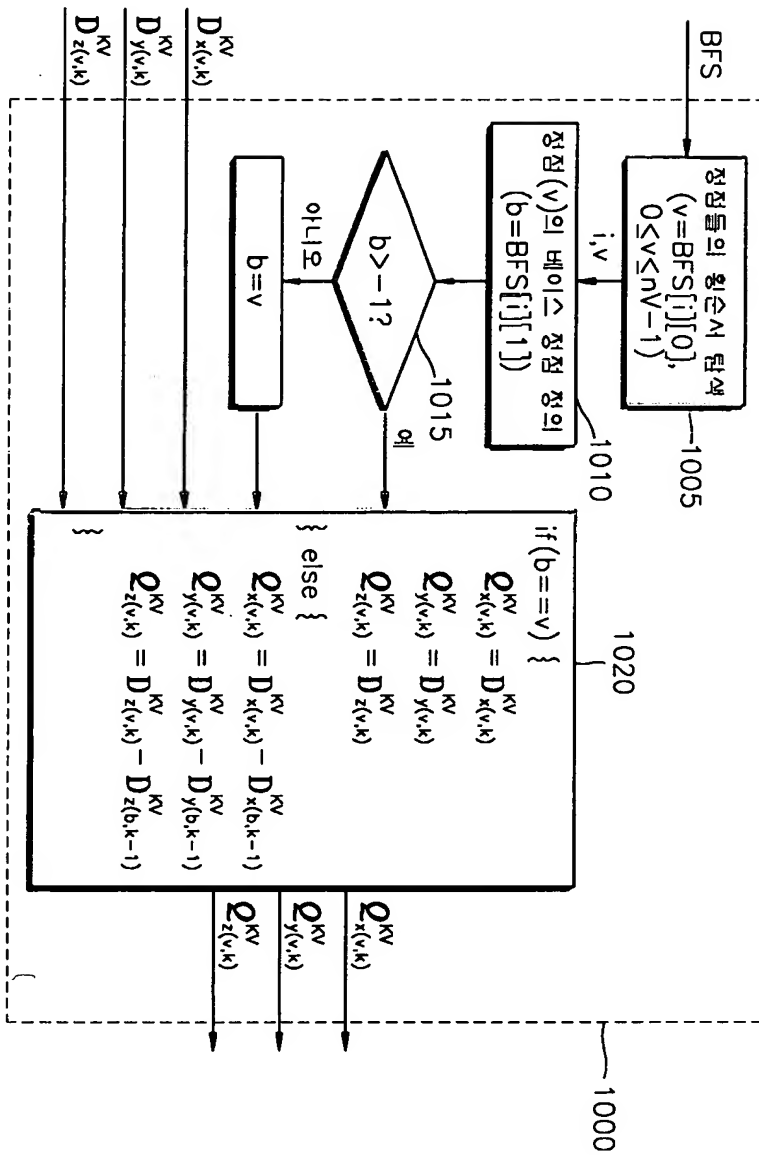 BFS
정점들의 횡순서 탐색
(v=BFS[i][0],
0≤v≤nV-1)
1005
i,v
정점(v)의 베이스 정점 정의
(b=BFS[i][1])
1010
b>-1?
1015
예
아니오
b=v
D^KV_x(v,k)
D^KV_y(v,k)
D^KV_z(v,k)
1020
if(b==v) {
Q^KV_x(v,k) = D^KV_x(v,k)
Q^KV_y(v,k) = D^KV_y(v,k)
Q^KV_z(v,k) = D^KV_z(v,k)
} else {
Q^KV_x(v,k) = D^KV_x(v,k) - D^KV_x(b,k-1)
Q^KV_y(v,k) = D^KV_y(v,k) - D^KV_y(b,k-1)
Q^KV_z(v,k) = D^KV_z(v,k) - D^KV_z(b,k-1)
}
Q^KV_x(v,k)
Q^KV_y(v,k)
Q^KV_z(v,k)
1000